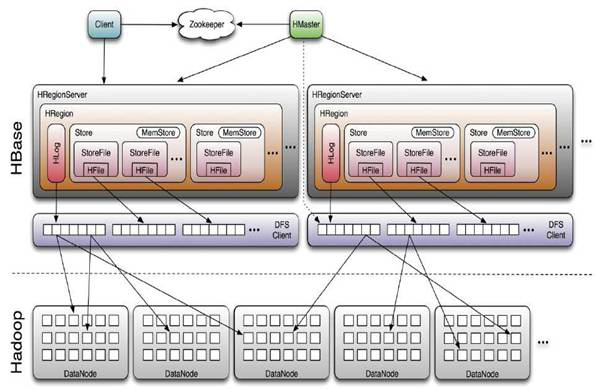 Client
Zookeeper
HMaster
HBase
HRegionServer
HRegion
HLog
Store
MemStore
StoreFile
HFile
StoreFile
HFile
...
Store
MemStore
StoreFile
HFile
...
...
HRegionServer
HRegion
HLog
Store
MemStore
StoreFile
HFile
StoreFile
HFile
...
Store
MemStore
StoreFile
HFile
...
...
...
...
DFS
Client
...
DFS
Client
Hadoop
DataNode
DataNode
DataNode
DataNode
DataNode
...